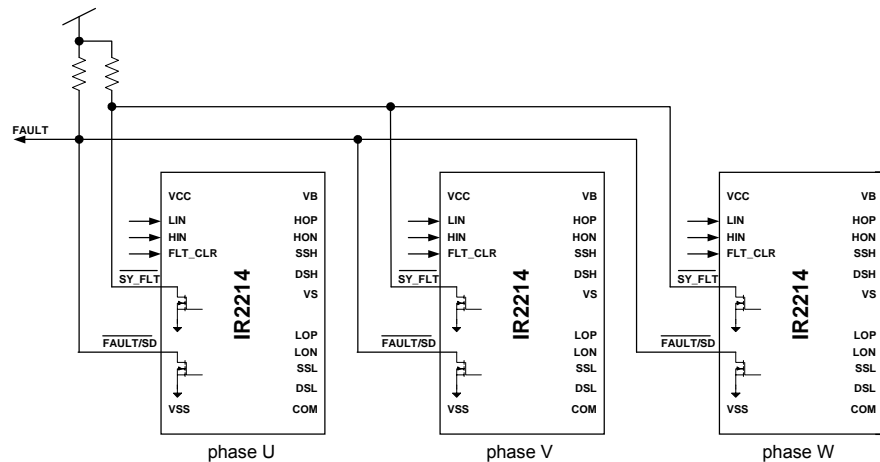 FAULT
VCC
VB
LIN
HOP
HIN
HON
FLT_CLR
SSH
SY_FLT
DSH
VS
IR2214
LOP
FAULT/SD
LON
SSL
DSL
VSS
COM
phase U
VCC
VB
LIN
HOP
HIN
HON
FLT_CLR
SSH
SY_FLT
DSH
VS
IR2214
LOP
FAULT/SD
LON
SSL
DSL
VSS
COM
phase V
VCC
VB
LIN
HOP
HIN
HON
FLT_CLR
SSH
SY_FLT
DSH
VS
IR2214
LOP
FAULT/SD
LON
SSL
DSL
VSS
COM
phase W